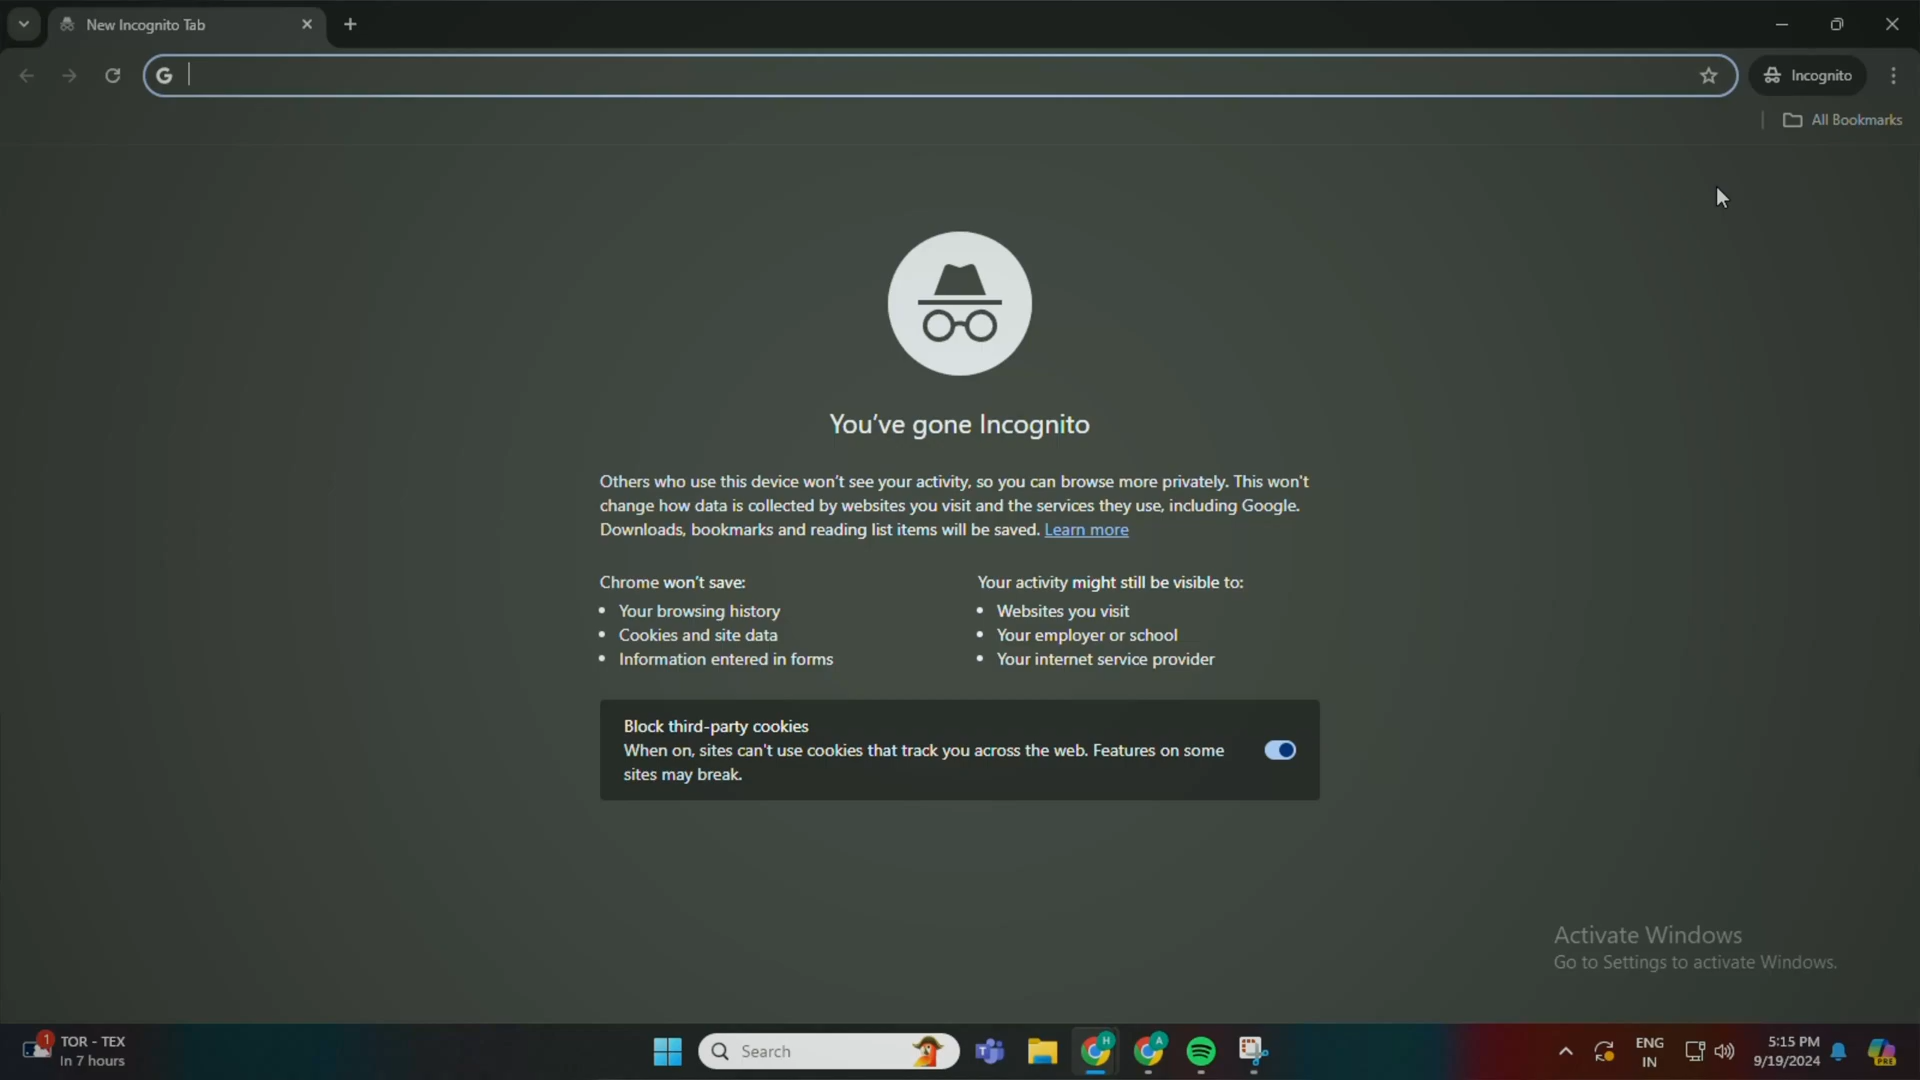 New Incognito Tab
G
Incognito
All Bookmarks
You've gone Incognito
Others who use this device won't see your activity, so you can browse more privately. This won't
change how data is collected by websites you visit and the services they use, including Google.
Downloads, bookmarks and reading list items will be saved. Learn more
Chrome won't save:
Your browsing history
Cookies and site data
Information entered in forms
Your activity might still be visible to:
Websites you visit
Your employer or school
Your internet service provider
Block third-party cookies
When on, sites can't use cookies that track you across the web. Features on some
sites may break.
Activate Windows
Go to Settings to activate Windows.
1
TOR - TEX
In 7 hours
Search
H
A
ENG
IN
5:15 PM
9/19/2024
PRE